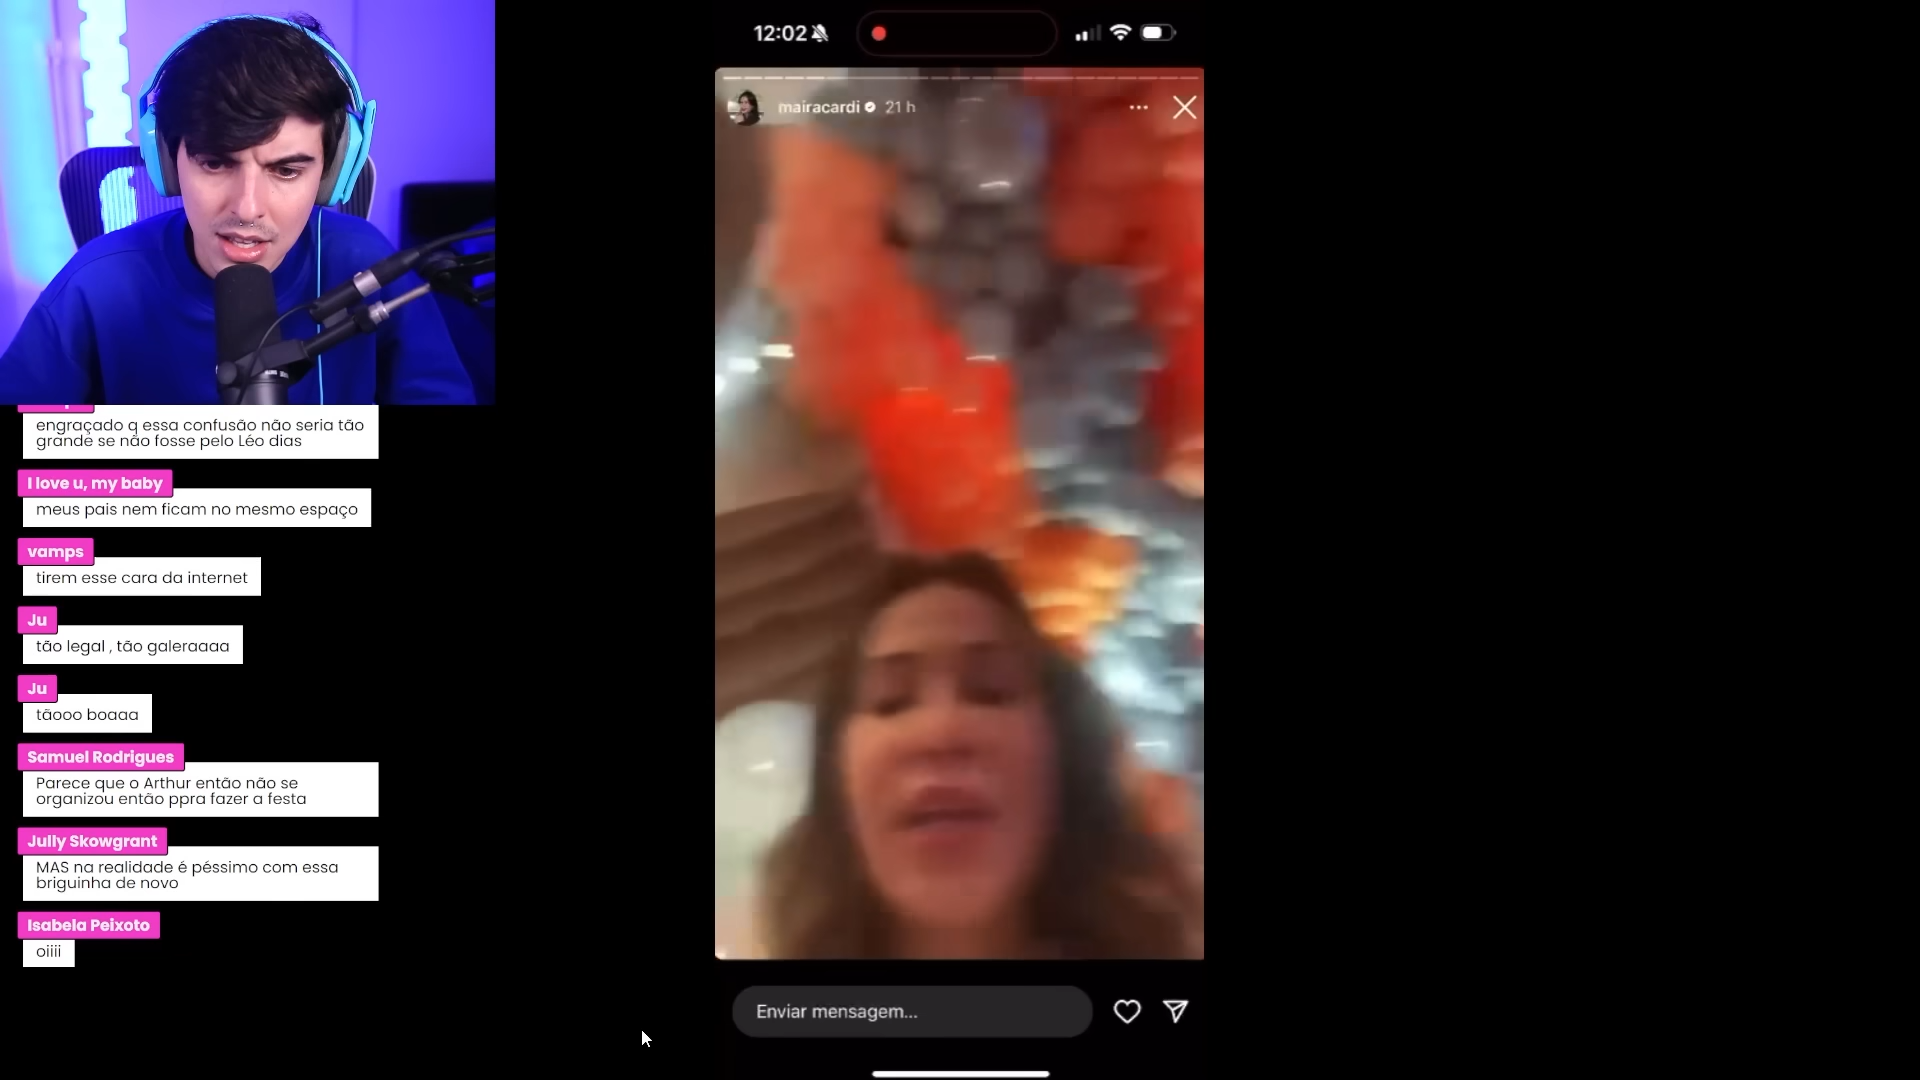 12:02
mairacardi 21 h
engraçado q essa confusão não seria tão
grande se não fosse pelo Léo dias
I love u, my baby
meus pais nem ficam no mesmo espaço
vamps
tirem esse cara da internet
Ju
tão legal , tão galeraaaa
Ju
tãooo boaaa
Samuel Rodrigues
Parece que o Arthur então não se
organizou então ppra fazer a festa
Jully Skowgrant
MAS na realidade é péssimo com essa
briguinha de novo
Isabela Peixoto
oiiii
Enviar mensagem...